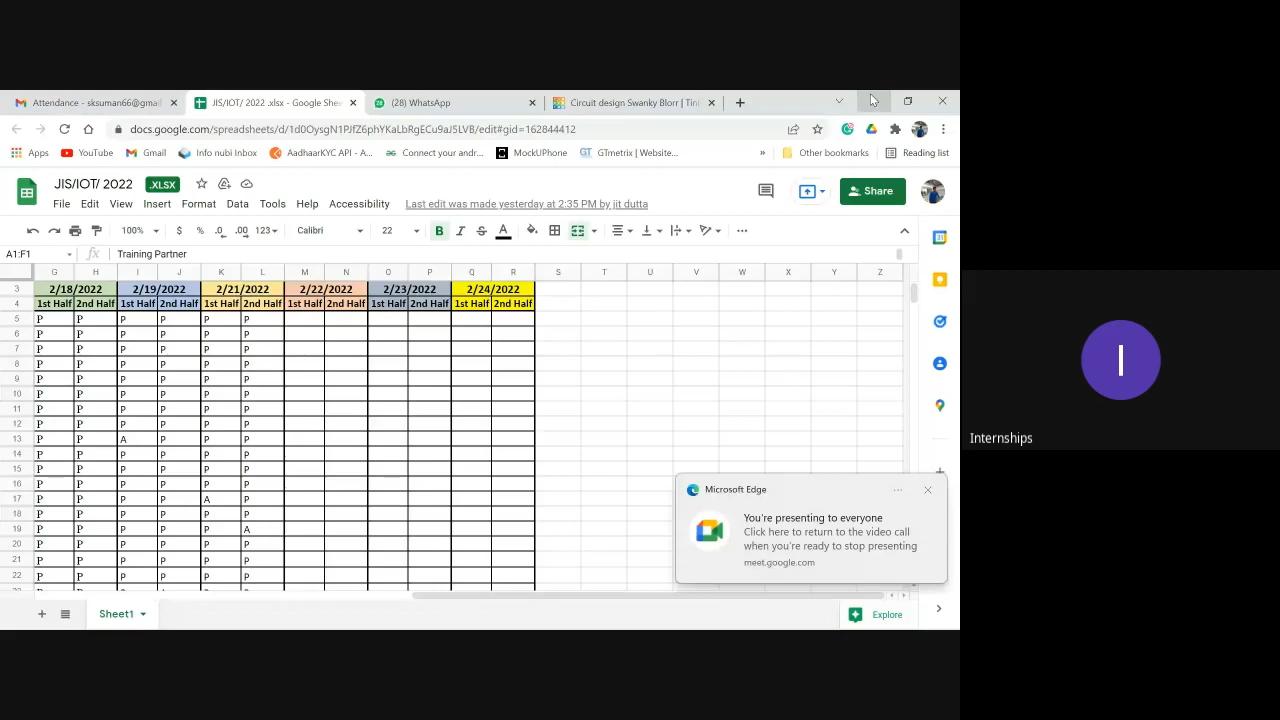 Attendance - sksuman66@gmail
JIS/IOT/ 2022 .xlsx - Google Shee
(28) WhatsApp
Circuit design Swanky Blorr | Tin
docs.google.com/spreadsheets/d/1d0OysgN1PJfZ6phYKaLbRgECu9aJ5LVB/edit#gid=162844412
Apps YouTube Gmail Info nubi Inbox AadhaarKYC API - A... Connect your andr... MockUPhone GTmetrix | Website... » Other bookmarks Reading list
JIS/IOT/ 2022 .XLSX
Share
File Edit View Insert Format Data Tools Help Accessibility Last edit was made yesterday at 2:35 PM by jit dutta
100% $ % .0 .00 123 Calibri 22 B I S A
A1:F1 fx Training Partner
G H I J K L M N O P Q R S T U V W X Y Z
3 2/18/2022 2/19/2022 2/21/2022 2/22/2022 2/23/2022 2/24/2022
4 1st Half 2nd Half 1st Half 2nd Half 1st Half 2nd Half 1st Half 2nd Half 1st Half 2nd Half 1st Half 2nd Half
5 P P P P P P
6 P P P P P P
7 P P P P P P
8 P P P P P P
9 P P P P P P
10 P P P P P P
11 P P P P P P
12 P P P P P P
13 P P A P P P
14 P P P P P P
15 P P P P P P
16 P P P P P P
17 P P P P A P
18 P P P P P P
19 P P P P P A
20 P P P P P P
21 P P P P P P
22 P P P P P P
Microsoft Edge
You're presenting to everyone
Click here to return to the video call
when you're ready to stop presenting
meet.google.com
Sheet1
Explore
I
Internships